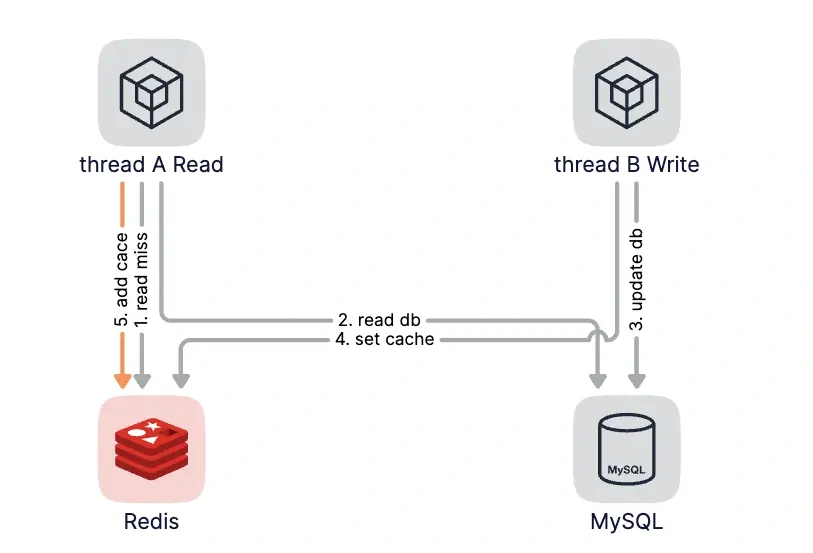 thread A Read
thread B Write
5. add cace
1. read miss
3. update db
2. read db
4. set cache
MySQL
Redis
MySQL